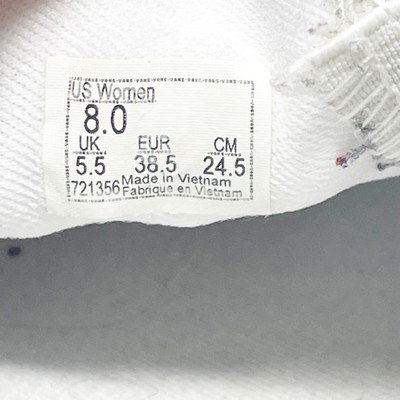 US Women
8.0
UK EUR CM
5.5 38.5 24.5
721356 Made in Vietnam
Fabrique en Vietnam